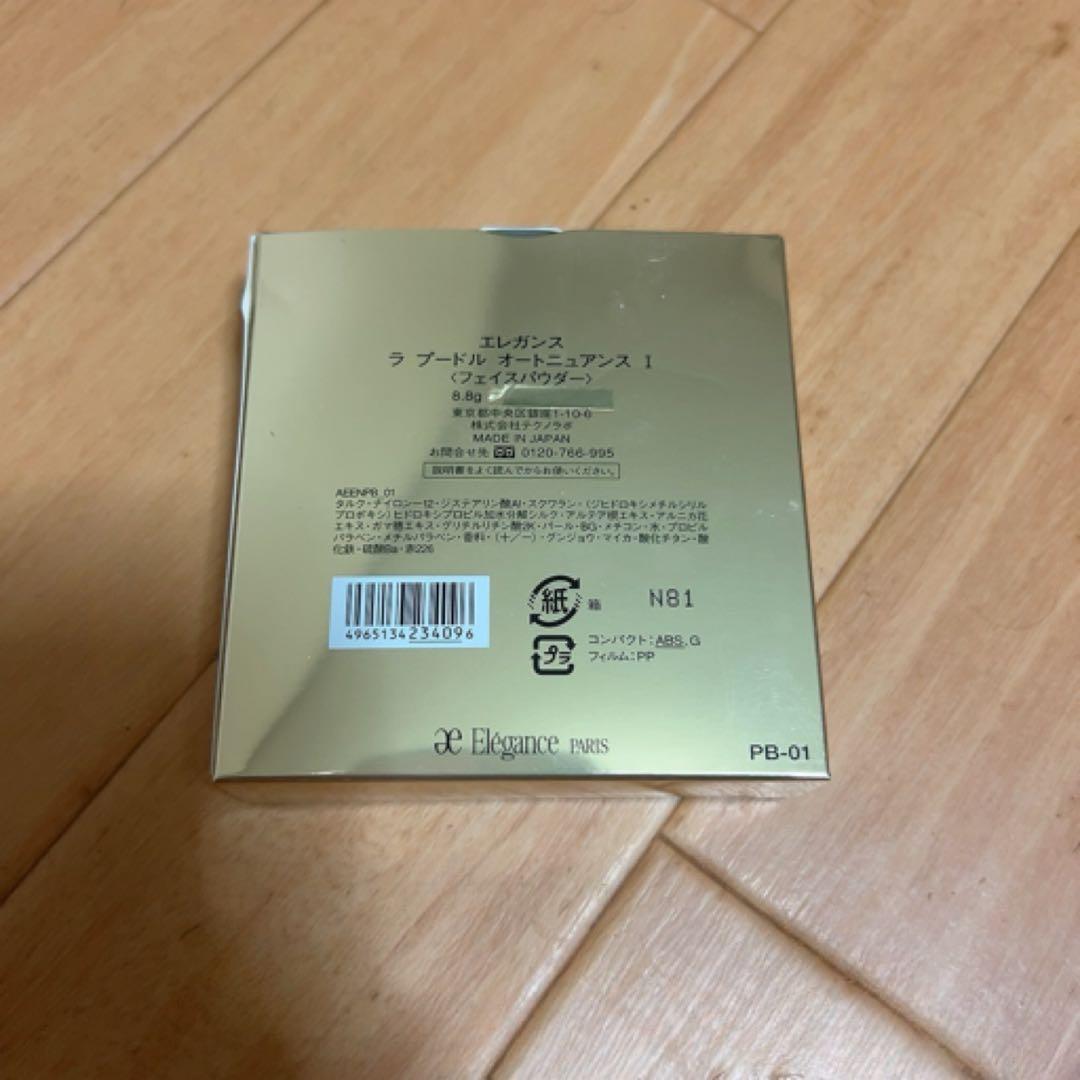 エレガンス
ラ プードル オートニュアンス I
〈フェイスパウダー〉
8.8g
東京都中央区銀座1-10-6
株式会社テクノラボ
MADE IN JAPAN
お問合せ先 0120-766-995
説明書をよく読んでからお使いください。
AEENPB 01
タルク・ナイロン-12・ジステアリン酸Al・スクワラン・(ジヒドロキシメチルシリル
プロポキシ)ヒドロキシプロピル加水分解シルク・アルテア根エキス・アルニカ花
エキス・ガマ穂エキス・グリチルリチン酸2K・パール・BG・メチコン・水・プロピル
パラベン・メチルパラベン・香料・(+/-)・グンジョウ・マイカ・酸化チタン・酸
化鉄・硫酸Ba・赤226
4965134234096
紙 箱 N81
プラ コンパクト:ABS,G
フィルム:PP
æ Elégance PARIS
PB-01